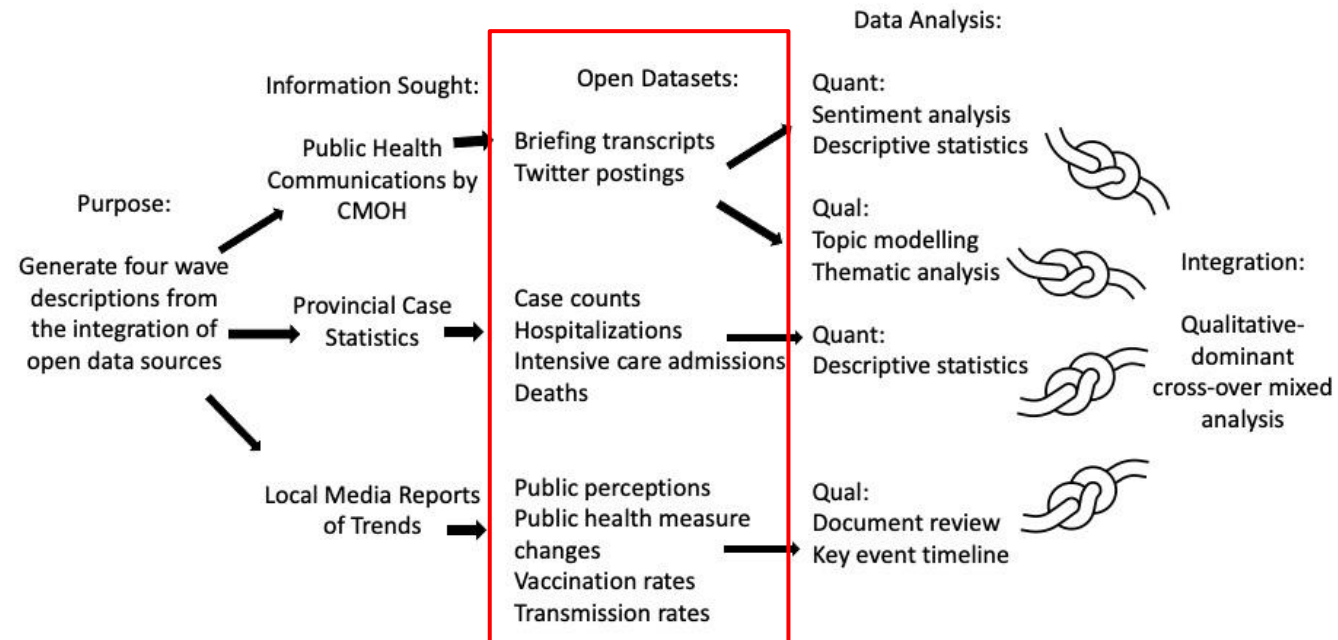 Purpose:
Generate four wave
descriptions from
the integration of
open data sources
Information Sought:
Public Health
Communications by
CMOH
Provincial Case
Statistics
Local Media Reports
of Trends
Open Datasets:
Briefing transcripts
Twitter postings
Case counts
Hospitalizations
Intensive care admissions
Deaths
Public perceptions
Public health measure
changes
Vaccination rates
Transmission rates
Data Analysis:
Quant:
Sentiment analysis
Descriptive statistics
Qual:
Topic modelling
Thematic analysis
Quant:
Descriptive statistics
Qual:
Document review
Key event timeline
Integration:
Qualitative-
dominant
cross-over mixed
analysis